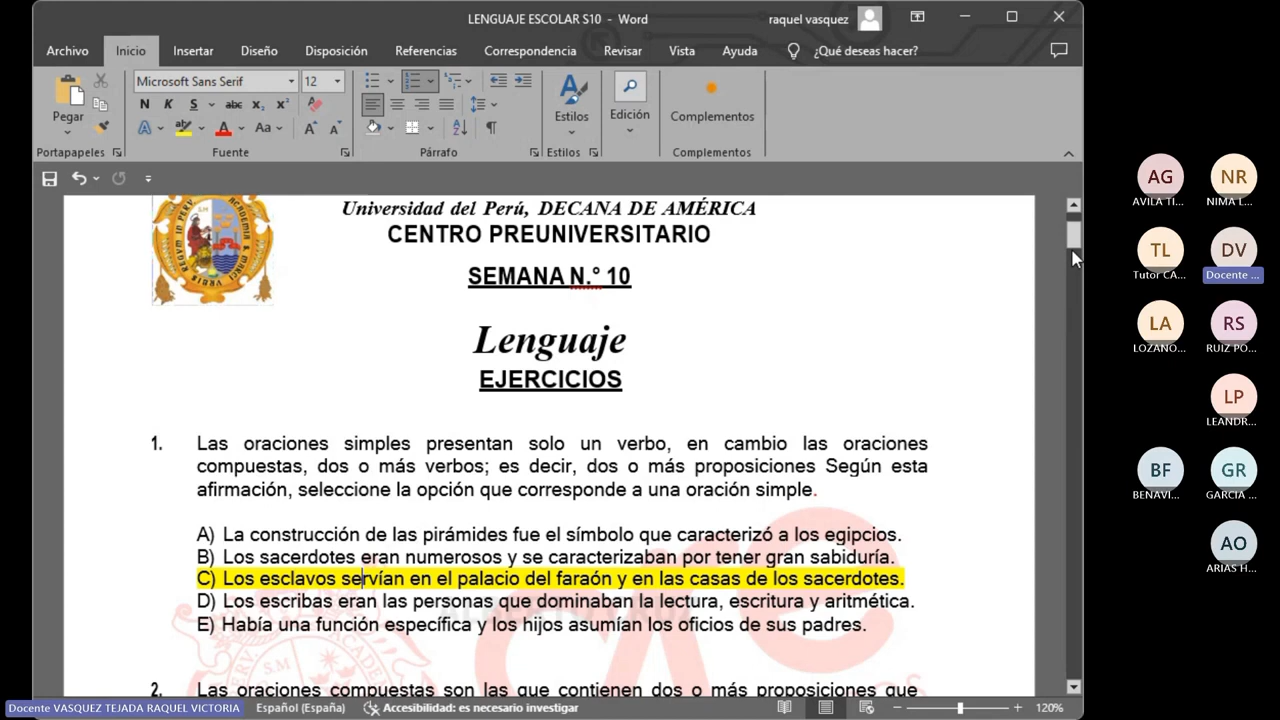 LENGUAJE ESCOLAR S10 - Word
raquel vasquez
Archivo Inicio Insertar Diseño Disposición Referencias Correspondencia Revisar Vista Ayuda ¿Qué deseas hacer?
Microsoft Sans Serif 12
Pegar
N K S abc x₂ x²
Aa
Estilos
Edición
Complementos
Portapapeles Fuente Párrafo Estilos Complementos
Universidad del Perú, DECANA DE AMÉRICA
CENTRO PREUNIVERSITARIO
SEMANA N.° 10
Lenguaje
EJERCICIOS
1. Las oraciones simples presentan solo un verbo, en cambio las oraciones
compuestas, dos o más verbos; es decir, dos o más proposiciones Según esta
afirmación, seleccione la opción que corresponde a una oración simple.
A) La construcción de las pirámides fue el símbolo que caracterizó a los egipcios.
B) Los sacerdotes eran numerosos y se caracterizaban por tener gran sabiduría.
C) Los esclavos servían en el palacio del faraón y en las casas de los sacerdotes.
D) Los escribas eran las personas que dominaban la lectura, escritura y aritmética.
E) Había una función específica y los hijos asumían los oficios de sus padres.
2. Las oraciones compuestas son las que contienen dos o más proposiciones que
Docente VASQUEZ TEJADA RAQUEL VICTORIA
Español (España)
Accesibilidad: es necesario investigar
120%
AG
AVILA TI...
NR
NIMA L...
TL
Tutor CA...
DV
Docente ...
LA
LOZANO...
RS
RUIZ PO...
LP
LEANDR...
BF
BENAVI...
GR
GARCIA ...
AO
ARIAS H...